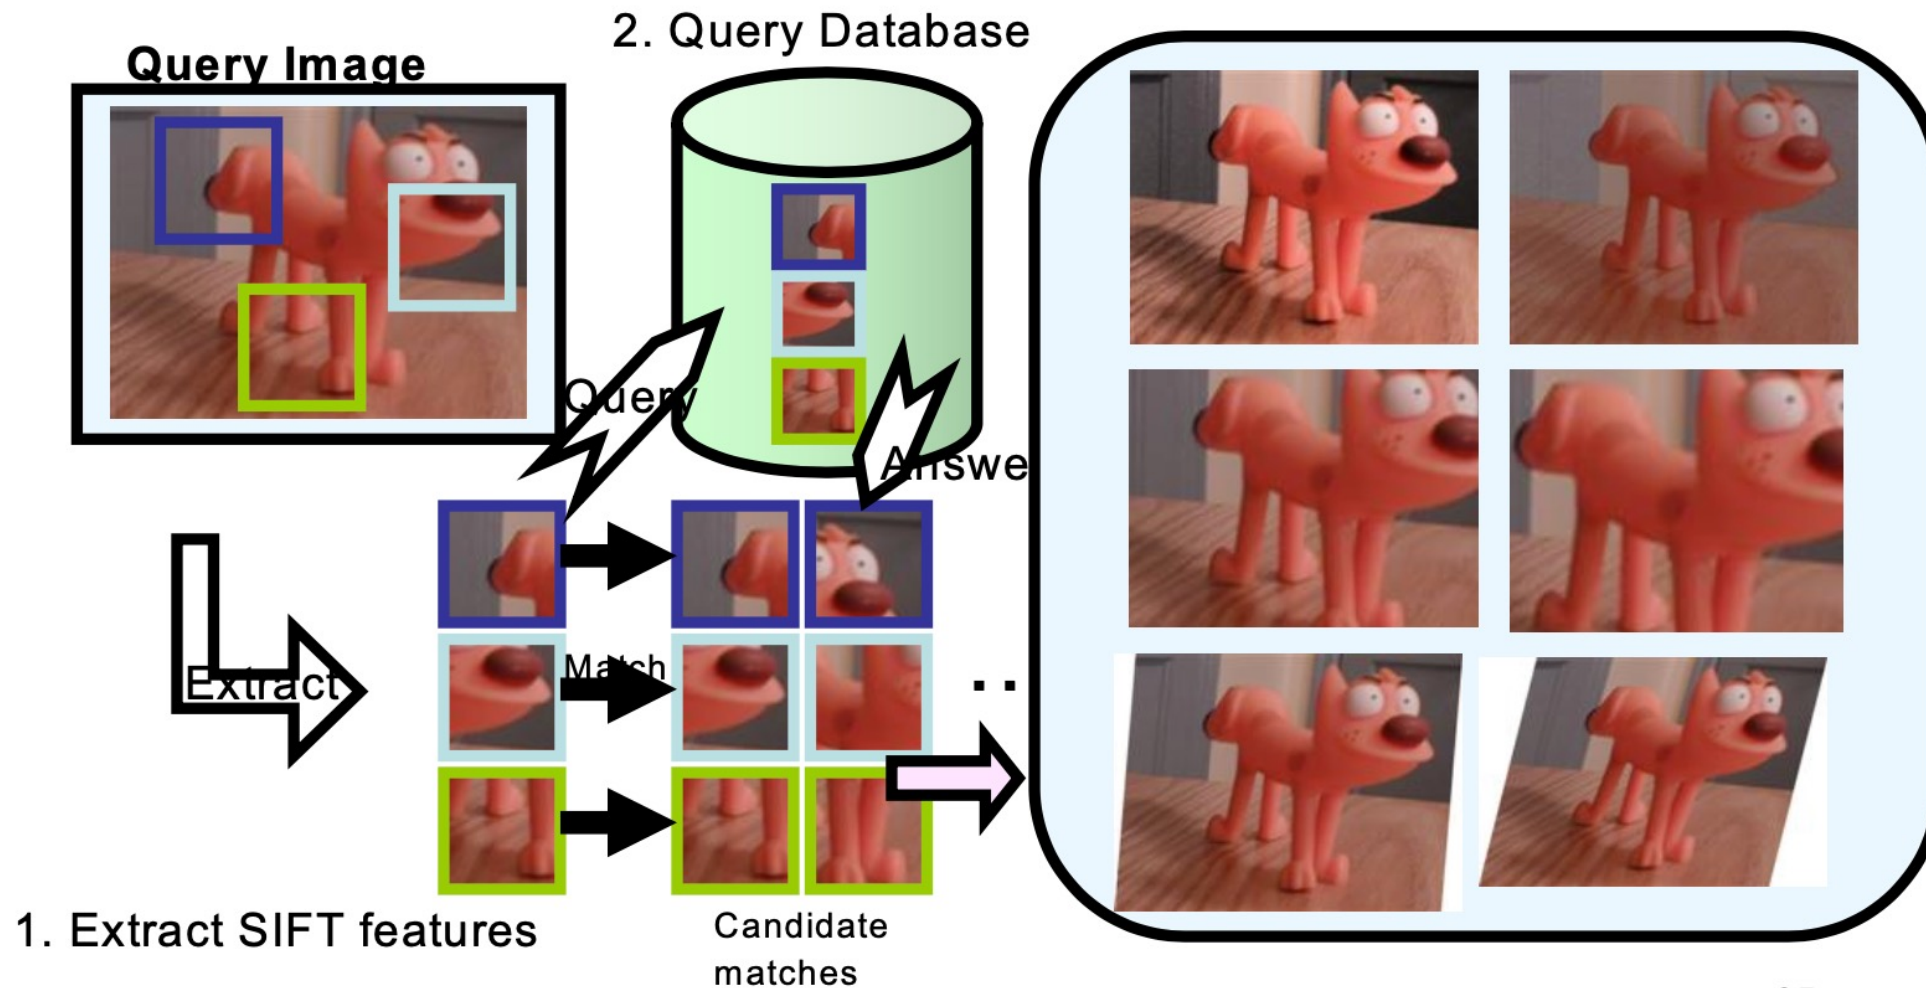 2. Query Database
Query Image
Query
Answe
Extract
Match
..
1. Extract SIFT features
Candidate
matches